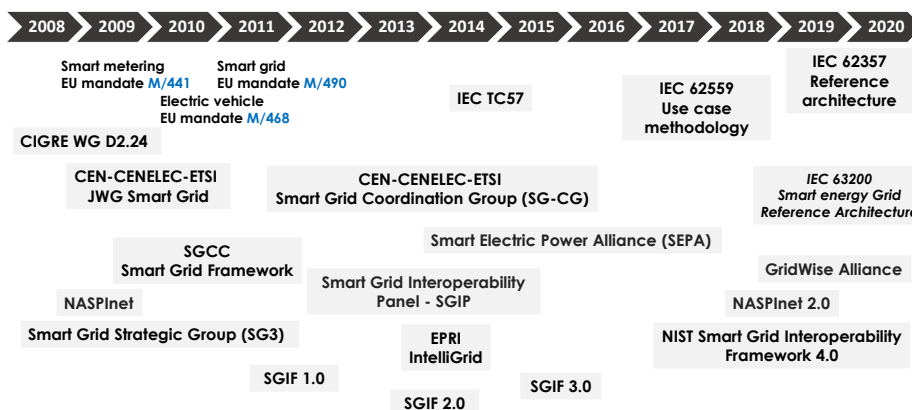 2008 2009 2010 2011 2012 2013 2014 2015 2016 2017 2018 2019 2020
Smart metering
EU mandate M/441
Smart grid
EU mandate M/490
Electric vehicle
EU mandate M/468
IEC TC57
IEC 62559
Use case
methodology
IEC 62357
Reference
architecture
CIGRE WG D2.24
CEN-CENELEC-ETSI
JWG Smart Grid
CEN-CENELEC-ETSI
Smart Grid Coordination Group (SG-CG)
IEC 63200
Smart energy Grid
Reference Architecture
SGCC
Smart Grid Framework
Smart Electric Power Alliance (SEPA)
GridWise Alliance
Smart Grid Interoperability
Panel - SGIP
NASPInet
NASPInet 2.0
Smart Grid Strategic Group (SG3)
EPRI
IntelliGrid
NIST Smart Grid Interoperability
Framework 4.0
SGIF 1.0
SGIF 2.0
SGIF 3.0